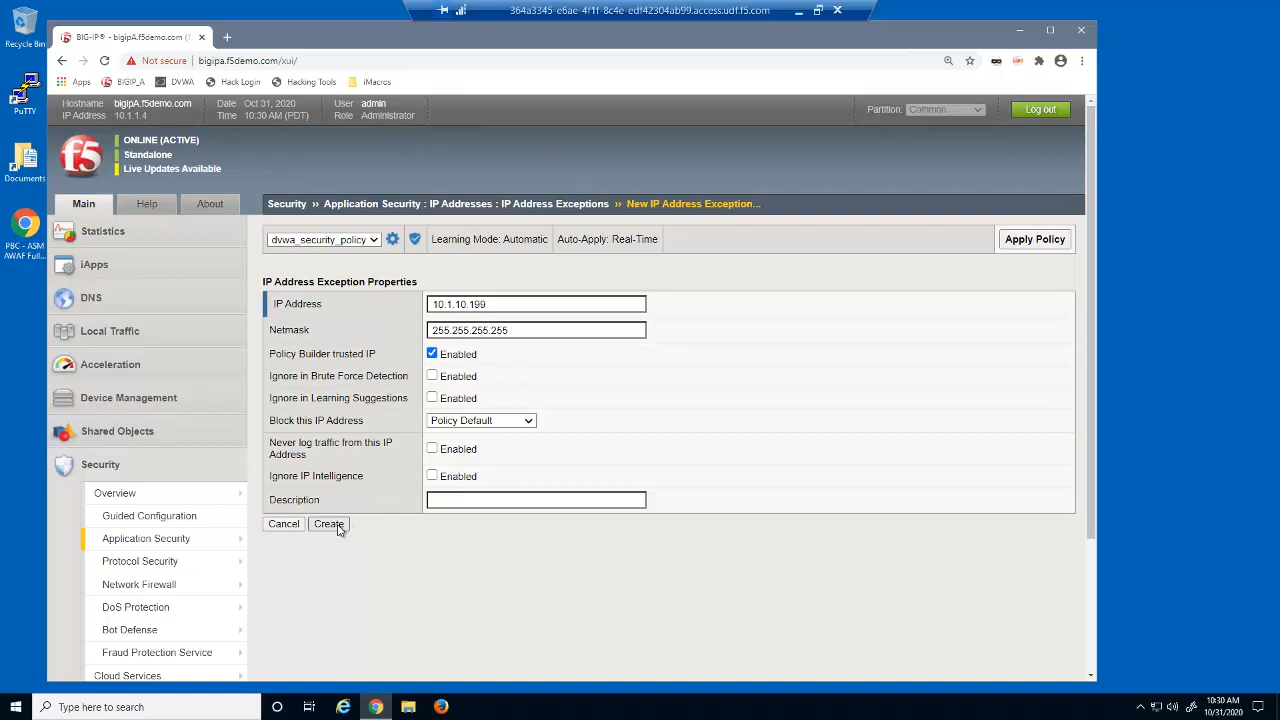 364a3345-e6ae-4f1f-8c4e-edf42304ab99.access.udf.f5.com
Recycle Bin
PuTTY
Documents
PBC - ASM
AWAF Full...
BIG-IP® - bigipA.f5demo.com (1
Not secure bigipa.f5demo.com/xui/
Apps BIGIP_A DVWA Hack Login Hacking Tools iMacros
Hostname bigipA.f5demo.com Date Oct 31, 2020 User admin
IP Address 10.1.1.4 Time 10:30 AM (PDT) Role Administrator
Partition: Common Log out
f5
ONLINE (ACTIVE)
Standalone
Live Updates Available
Main Help About
Security ›› Application Security : IP Addresses : IP Address Exceptions ›› New IP Address Exception...
Statistics
iApps
DNS
Local Traffic
Acceleration
Device Management
Shared Objects
Security
Overview
Guided Configuration
Application Security
Protocol Security
Network Firewall
DoS Protection
Bot Defense
Fraud Protection Service
Cloud Services
dvwa_security_policy Learning Mode: Automatic Auto-Apply: Real-Time Apply Policy
IP Address Exception Properties
IP Address 10.1.10.199
Netmask 255.255.255.255
Policy Builder trusted IP Enabled
Ignore in Brute Force Detection Enabled
Ignore in Learning Suggestions Enabled
Block this IP Address Policy Default
Never log traffic from this IP
Address Enabled
Ignore IP Intelligence Enabled
Description
Cancel Create
Type here to search
10:30 AM
10/31/2020